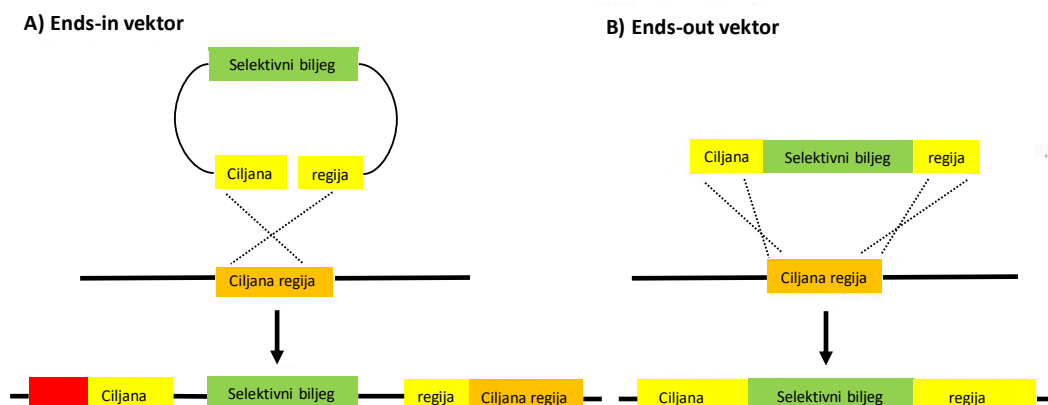 A) Ends-in vektor
Selektivni biljeg
Ciljana
regija
Ciljana regija
Ciljana
Selektivni biljeg
regija
Ciljana regija
B) Ends-out vektor
Ciljana
Selektivni biljeg
regija
Ciljana regija
Ciljana
Selektivni biljeg
regija